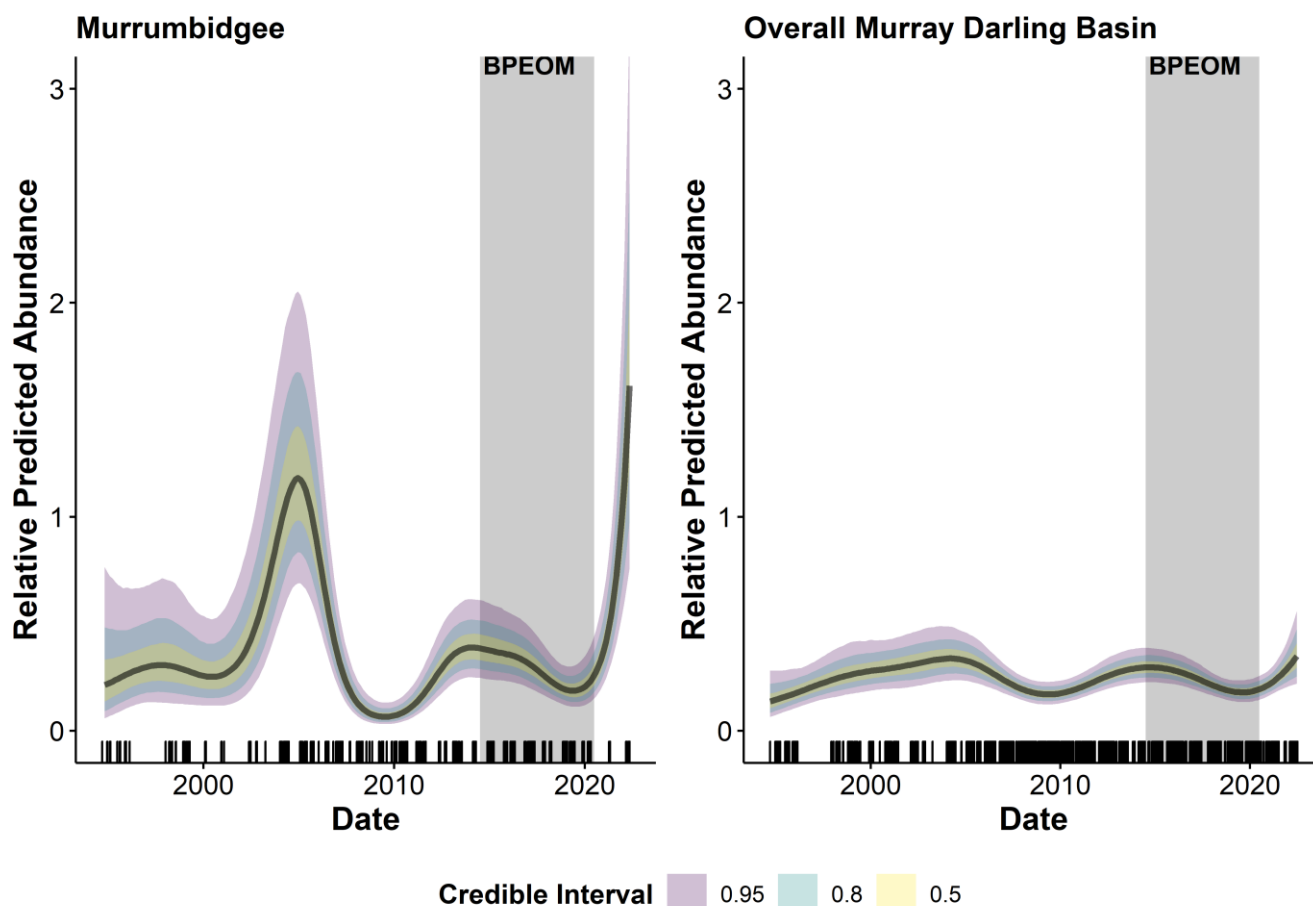 Murrumbidgee
BPEOM
3
2
1
0
Relative Predicted Abundance
2000
2010
2020
Date
Overall Murray Darling Basin
BPEOM
3
2
1
0
Relative Predicted Abundance
2000
2010
2020
Date
Credible Interval 0.95 0.8 0.5